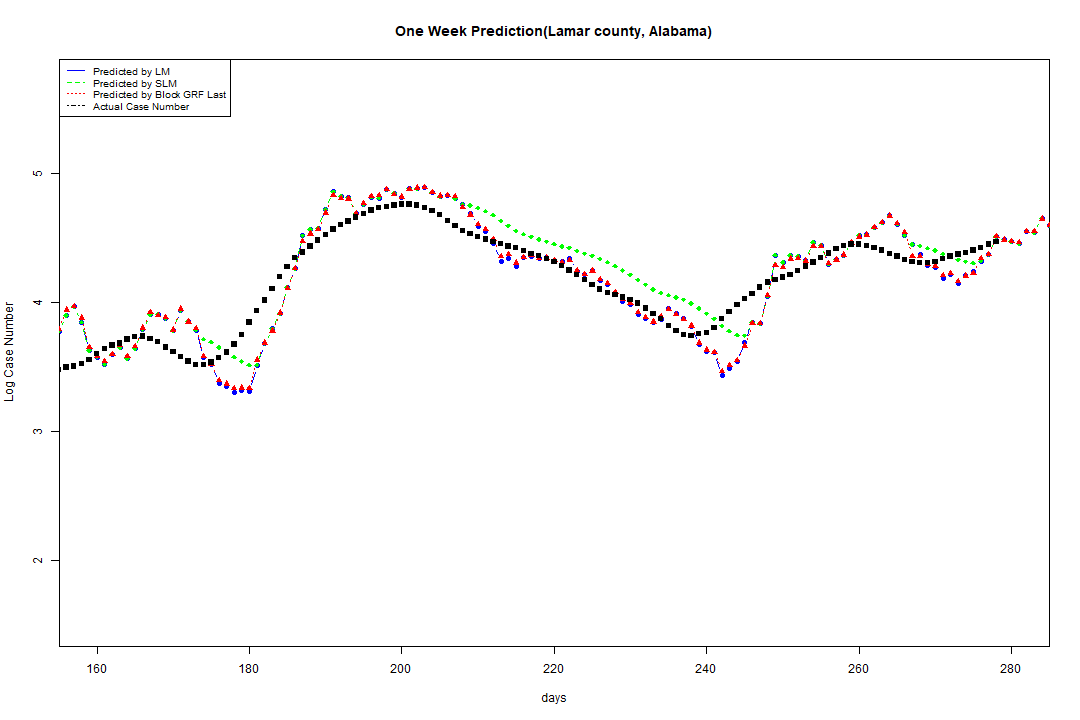 One Week Prediction(Lamar county, Alabama)
Predicted by LM
Predicted by SLM
Predicted by Block GRF Last
Actual Case Number
Log Case Number
5
4
3
2
160 180 200 220 240 260 280
days